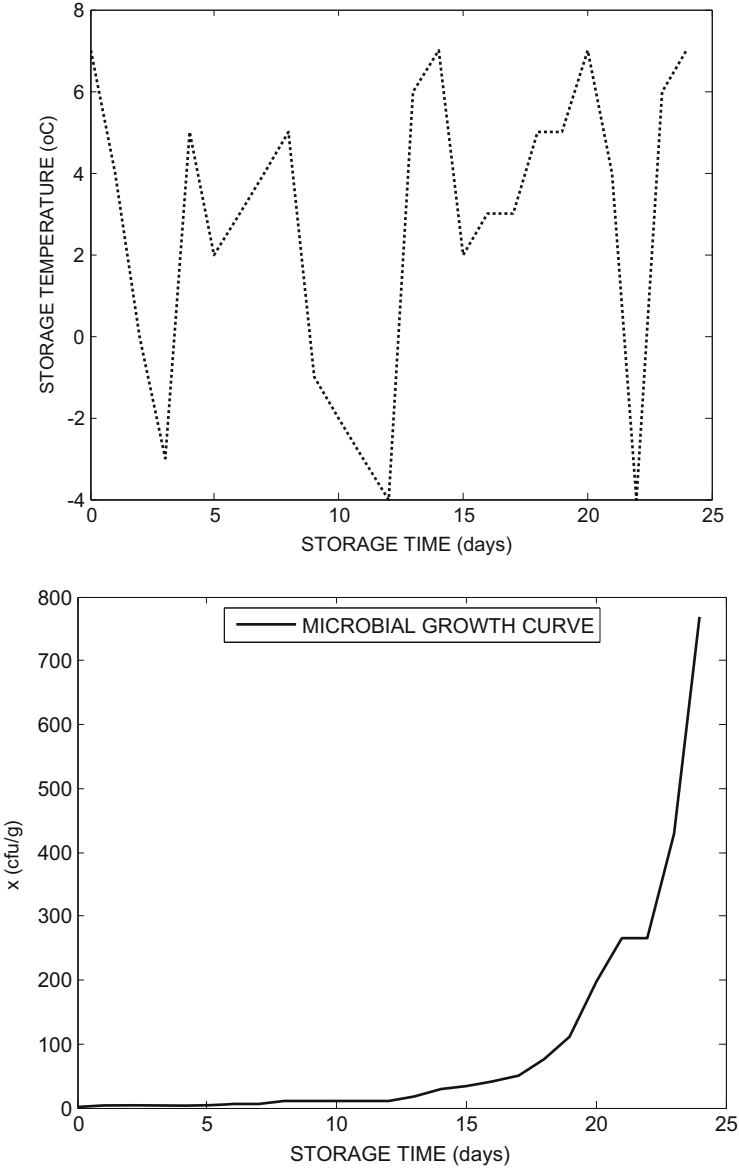 8
6
4
2
0
-2
-4
STORAGE TEMPERATURE (oC)
0 5 10 15 20 25
STORAGE TIME (days)
800
700
600
500
400
300
200
100
0
MICROBIAL GROWTH CURVE
x (cfu/g)
0 5 10 15 20 25
STORAGE TIME (days)